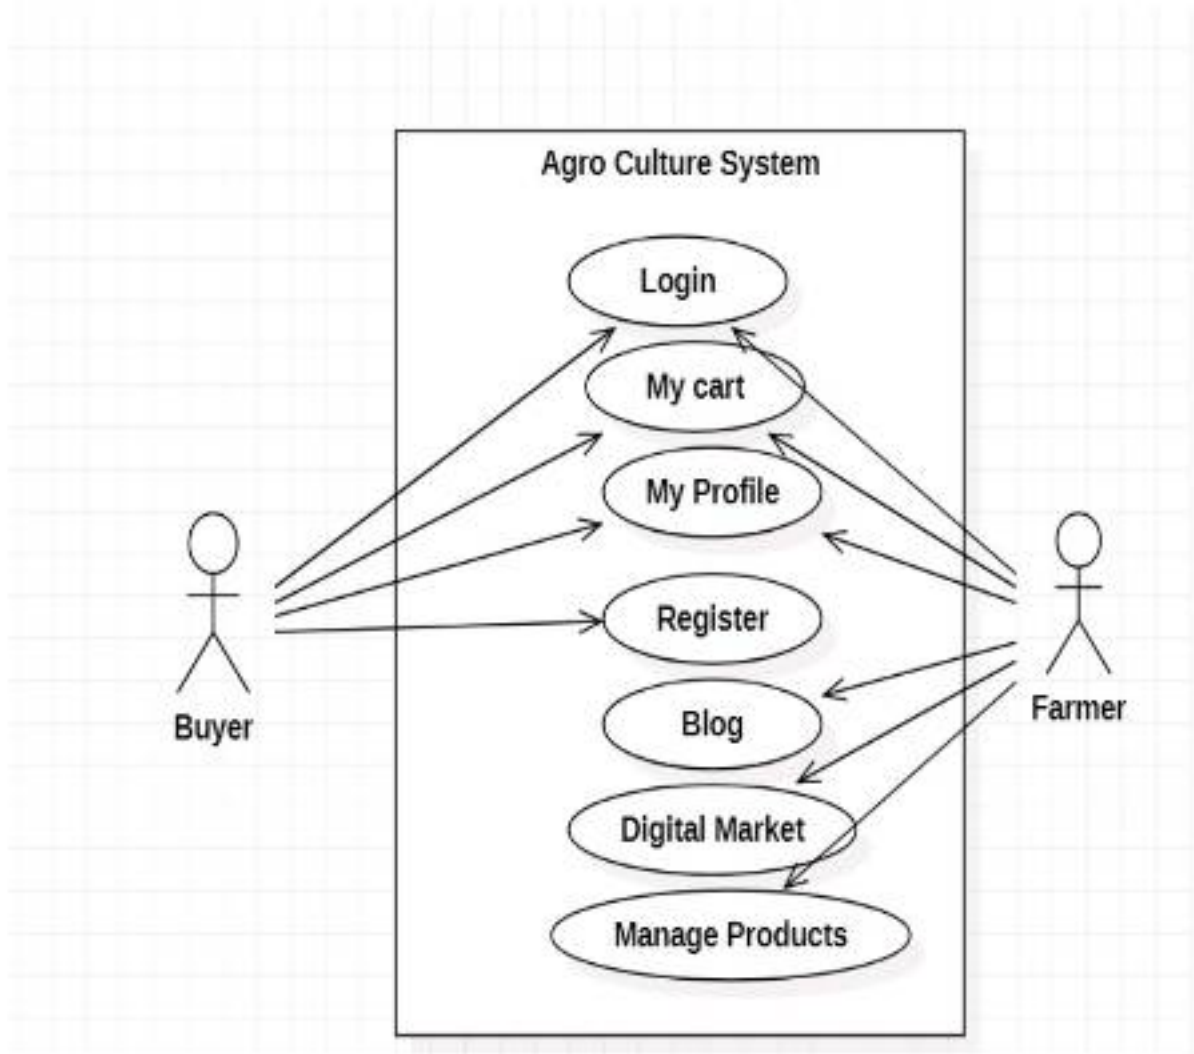 Agro Culture System
Login
My cart
My Profile
Register
Blog
Digital Market
Manage Products
Buyer
Farmer